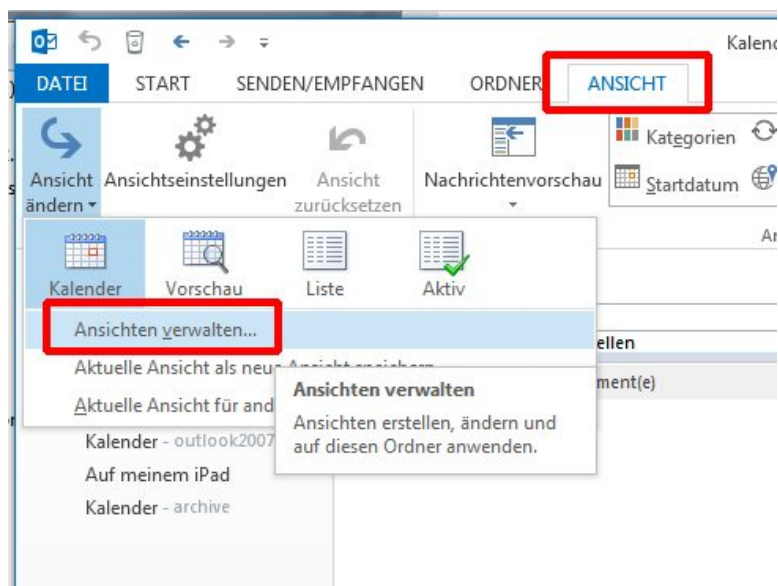 Kalend
DATEI START SENDEN/EMPFANGEN ORDNER ANSICHT
Ansicht ändern
Ansichtseinstellungen
Ansicht zurücksetzen
Nachrichtenvorschau
Kategorien
Startdatum
Kalender Vorschau Liste Aktiv
Ansichten verwalten...
ellen
Aktuelle Ansicht als neue Ansicht speichern
ment(e)
Aktuelle Ansicht für and
Ansichten verwalten
Ansichten erstellen, ändern und
auf diesen Ordner anwenden.
Kalender - outlook2007
Auf meinem iPad
Kalender - archive